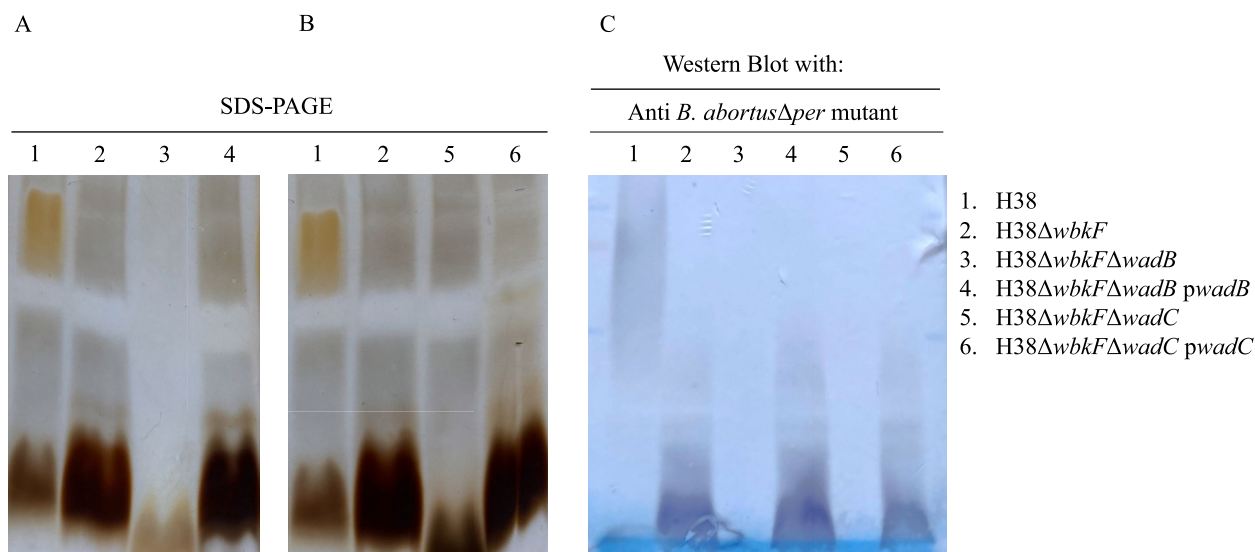 A
B
C
Western Blot with:
SDS-PAGE
Anti B. abortusΔper mutant
1 2 3 4
1 2 5 6
1 2 3 4 5 6
1. H38
2. H38ΔwbkF
3. H38ΔwbkFΔwadB
4. H38ΔwbkFΔwadB pwadB
5. H38ΔwbkFΔwadC
6. H38ΔwbkFΔwadC pwadC